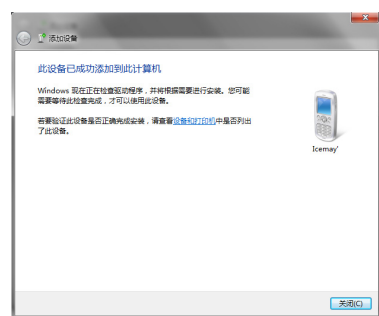 添加设备
此设备已成功添加到此计算机
Windows 现在正在检查驱动程序，并将根据需要进行安装。您可能
需要等待此检查完成，才可以使用此设备。
若要验证此设备是否正确完成安装，请查看设备和打印机中是否列出
了此设备。
Icemay'
关闭(C)